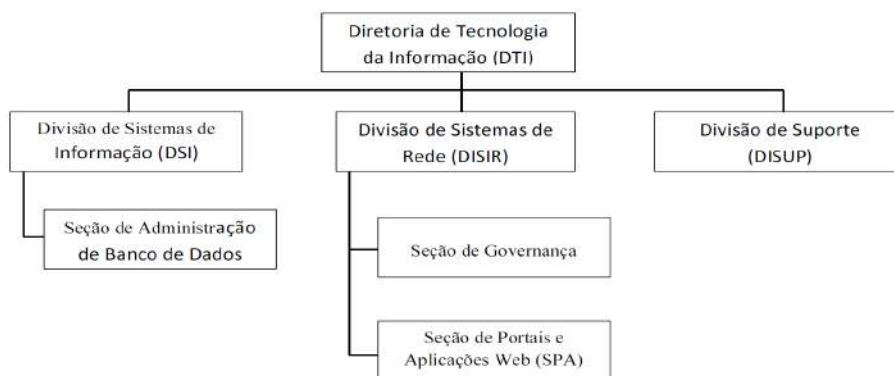 Diretoria de Tecnologia
da Informação (DTI)
Divisão de Sistemas de
Informação (DSI)
Divisão de Sistemas de
Rede (DISIR)
Divisão de Suporte
(DISUP)
Seção de Administração
de Banco de Dados
Seção de Governança
Seção de Portais e
Aplicações Web (SPA)